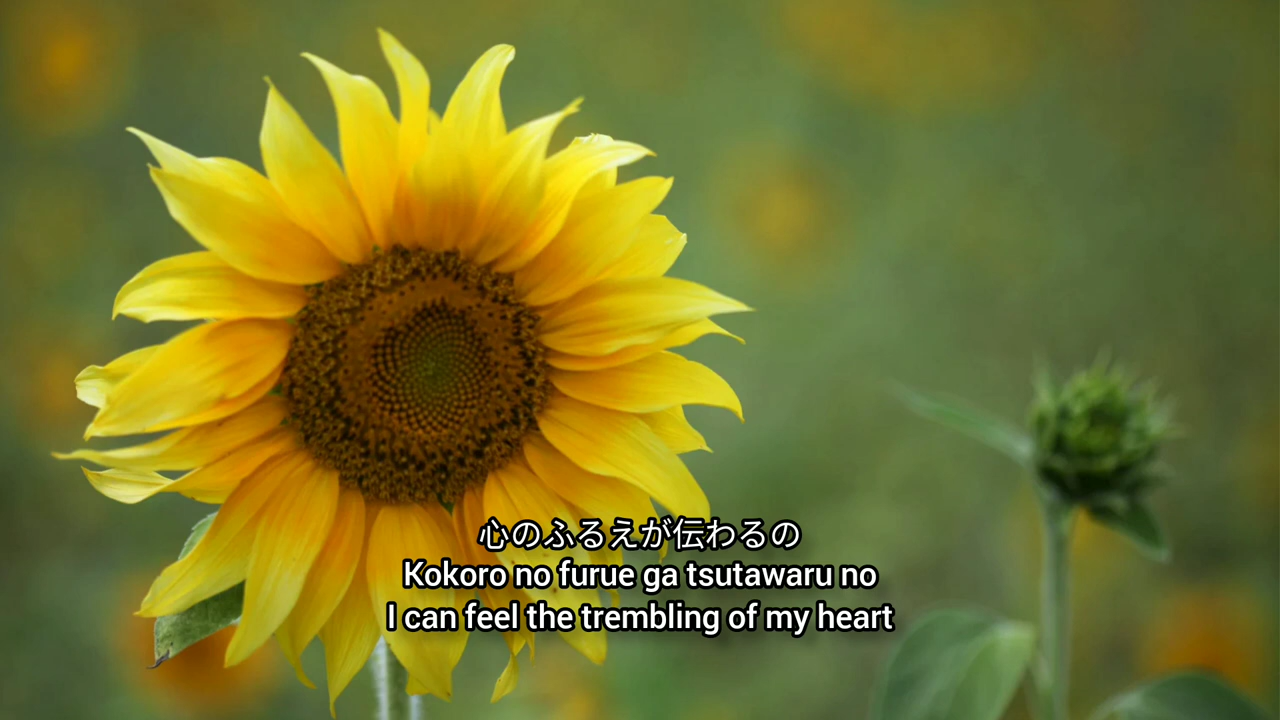 心のふるえが伝わるの
Kokoro no furue ga tsutawaru no
I can feel the trembling of my heart